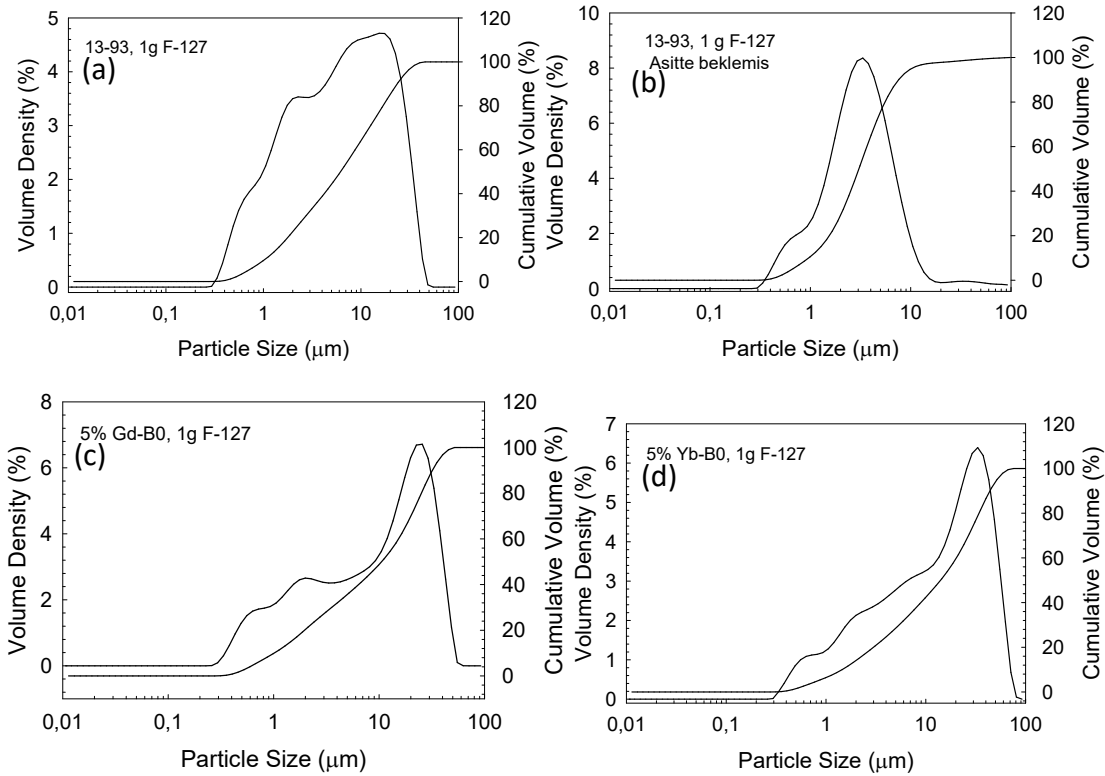 13-93, 1g F-127
(a)
Volume Density (%)
5
4
3
2
1
0
120
100
80
60
40
20
0
Cumulative Volume (%)
0,01 0,1 1 10 100
Particle Size (μm)
13-93, 1 g F-127
Asitte beklemis
(b)
Volume Density (%)
10
8
6
4
2
0
120
100
80
60
40
20
0
Cumulative Volume (%)
0,01 0,1 1 10 100
Particle Size (μm)
5% Gd-B0, 1g F-127
(c)
Volume Density (%)
8
6
4
2
0
120
100
80
60
40
20
0
Cumulative Volume (%)
0,01 0,1 1 10 100
Particle Size (μm)
5% Yb-B0, 1g F-127
(d)
Volume Density (%)
7
6
5
4
3
2
1
0
120
100
80
60
40
20
0
Cumulative Volume (%)
0,01 0,1 1 10 100
Particle Size (μm)